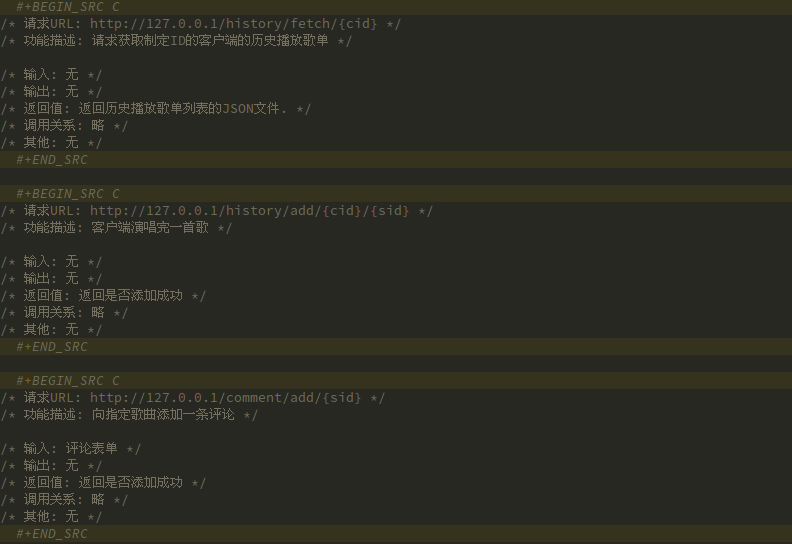 #+BEGIN_SRC C
/* 请求URL: http://127.0.0.1/history/fetch/{cid} */
/* 功能描述: 请求获取制定ID的客户端的历史播放歌单 */
/* 输入: 无 */
/* 输出: 无 */
/* 返回值: 返回历史播放歌单列表的JSON文件. */
/* 调用关系: 略 */
/* 其他: 无 */
#+END_SRC
#+BEGIN_SRC C
/* 请求URL: http://127.0.0.1/history/add/{cid}/{sid} */
/* 功能描述: 客户端演唱完一首歌 */
/* 输入: 无 */
/* 输出: 无 */
/* 返回值: 返回是否添加成功 */
/* 调用关系: 略 */
/* 其他: 无 */
#+END_SRC
#+BEGIN_SRC C
/* 请求URL: http://127.0.0.1/comment/add/{sid} */
/* 功能描述: 向指定歌曲添加一条评论 */
/* 输入: 评论表单 */
/* 输出: 无 */
/* 返回值: 返回是否添加成功 */
/* 调用关系: 略 */
/* 其他: 无 */
#+END_SRC